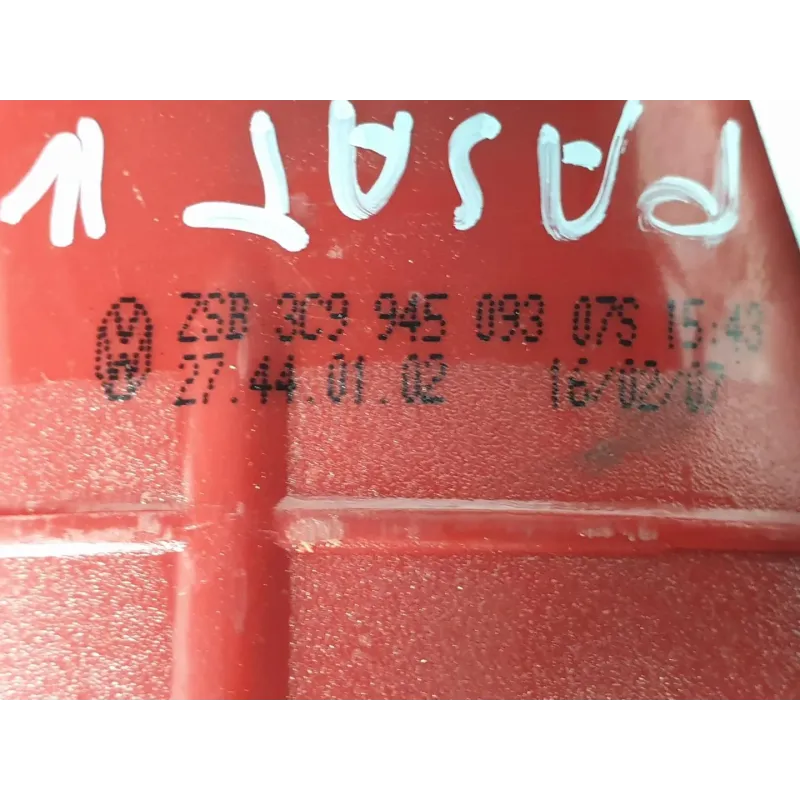 PASAT V
ZSB 3C9 945 093 07S 15:43
27.44.01.02 16/02/07